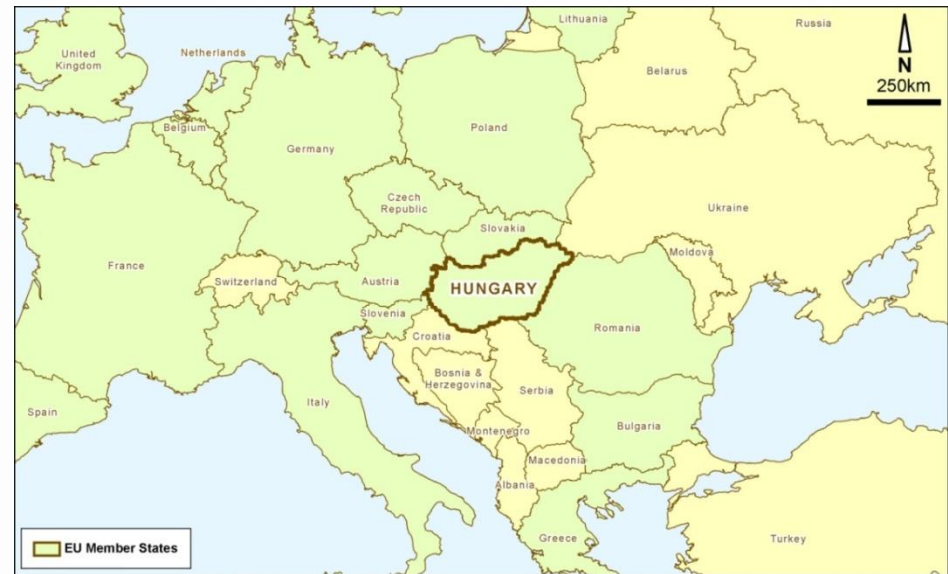 Lithuania
Russia
United
Kingdom
Netherlands
N
250km
Belarus
Belgium
Poland
Germany
Czech
Republic
Ukraine
Slovakia
France
Moldova
Switzerland
Austria
HUNGARY
Slovenia
Romania
Croatia
Bosnia &
Herzegovina
Serbia
Italy
Spain
Bulgaria
Montenegro
Macedonia
Albania
Greece
Turkey
EU Member States